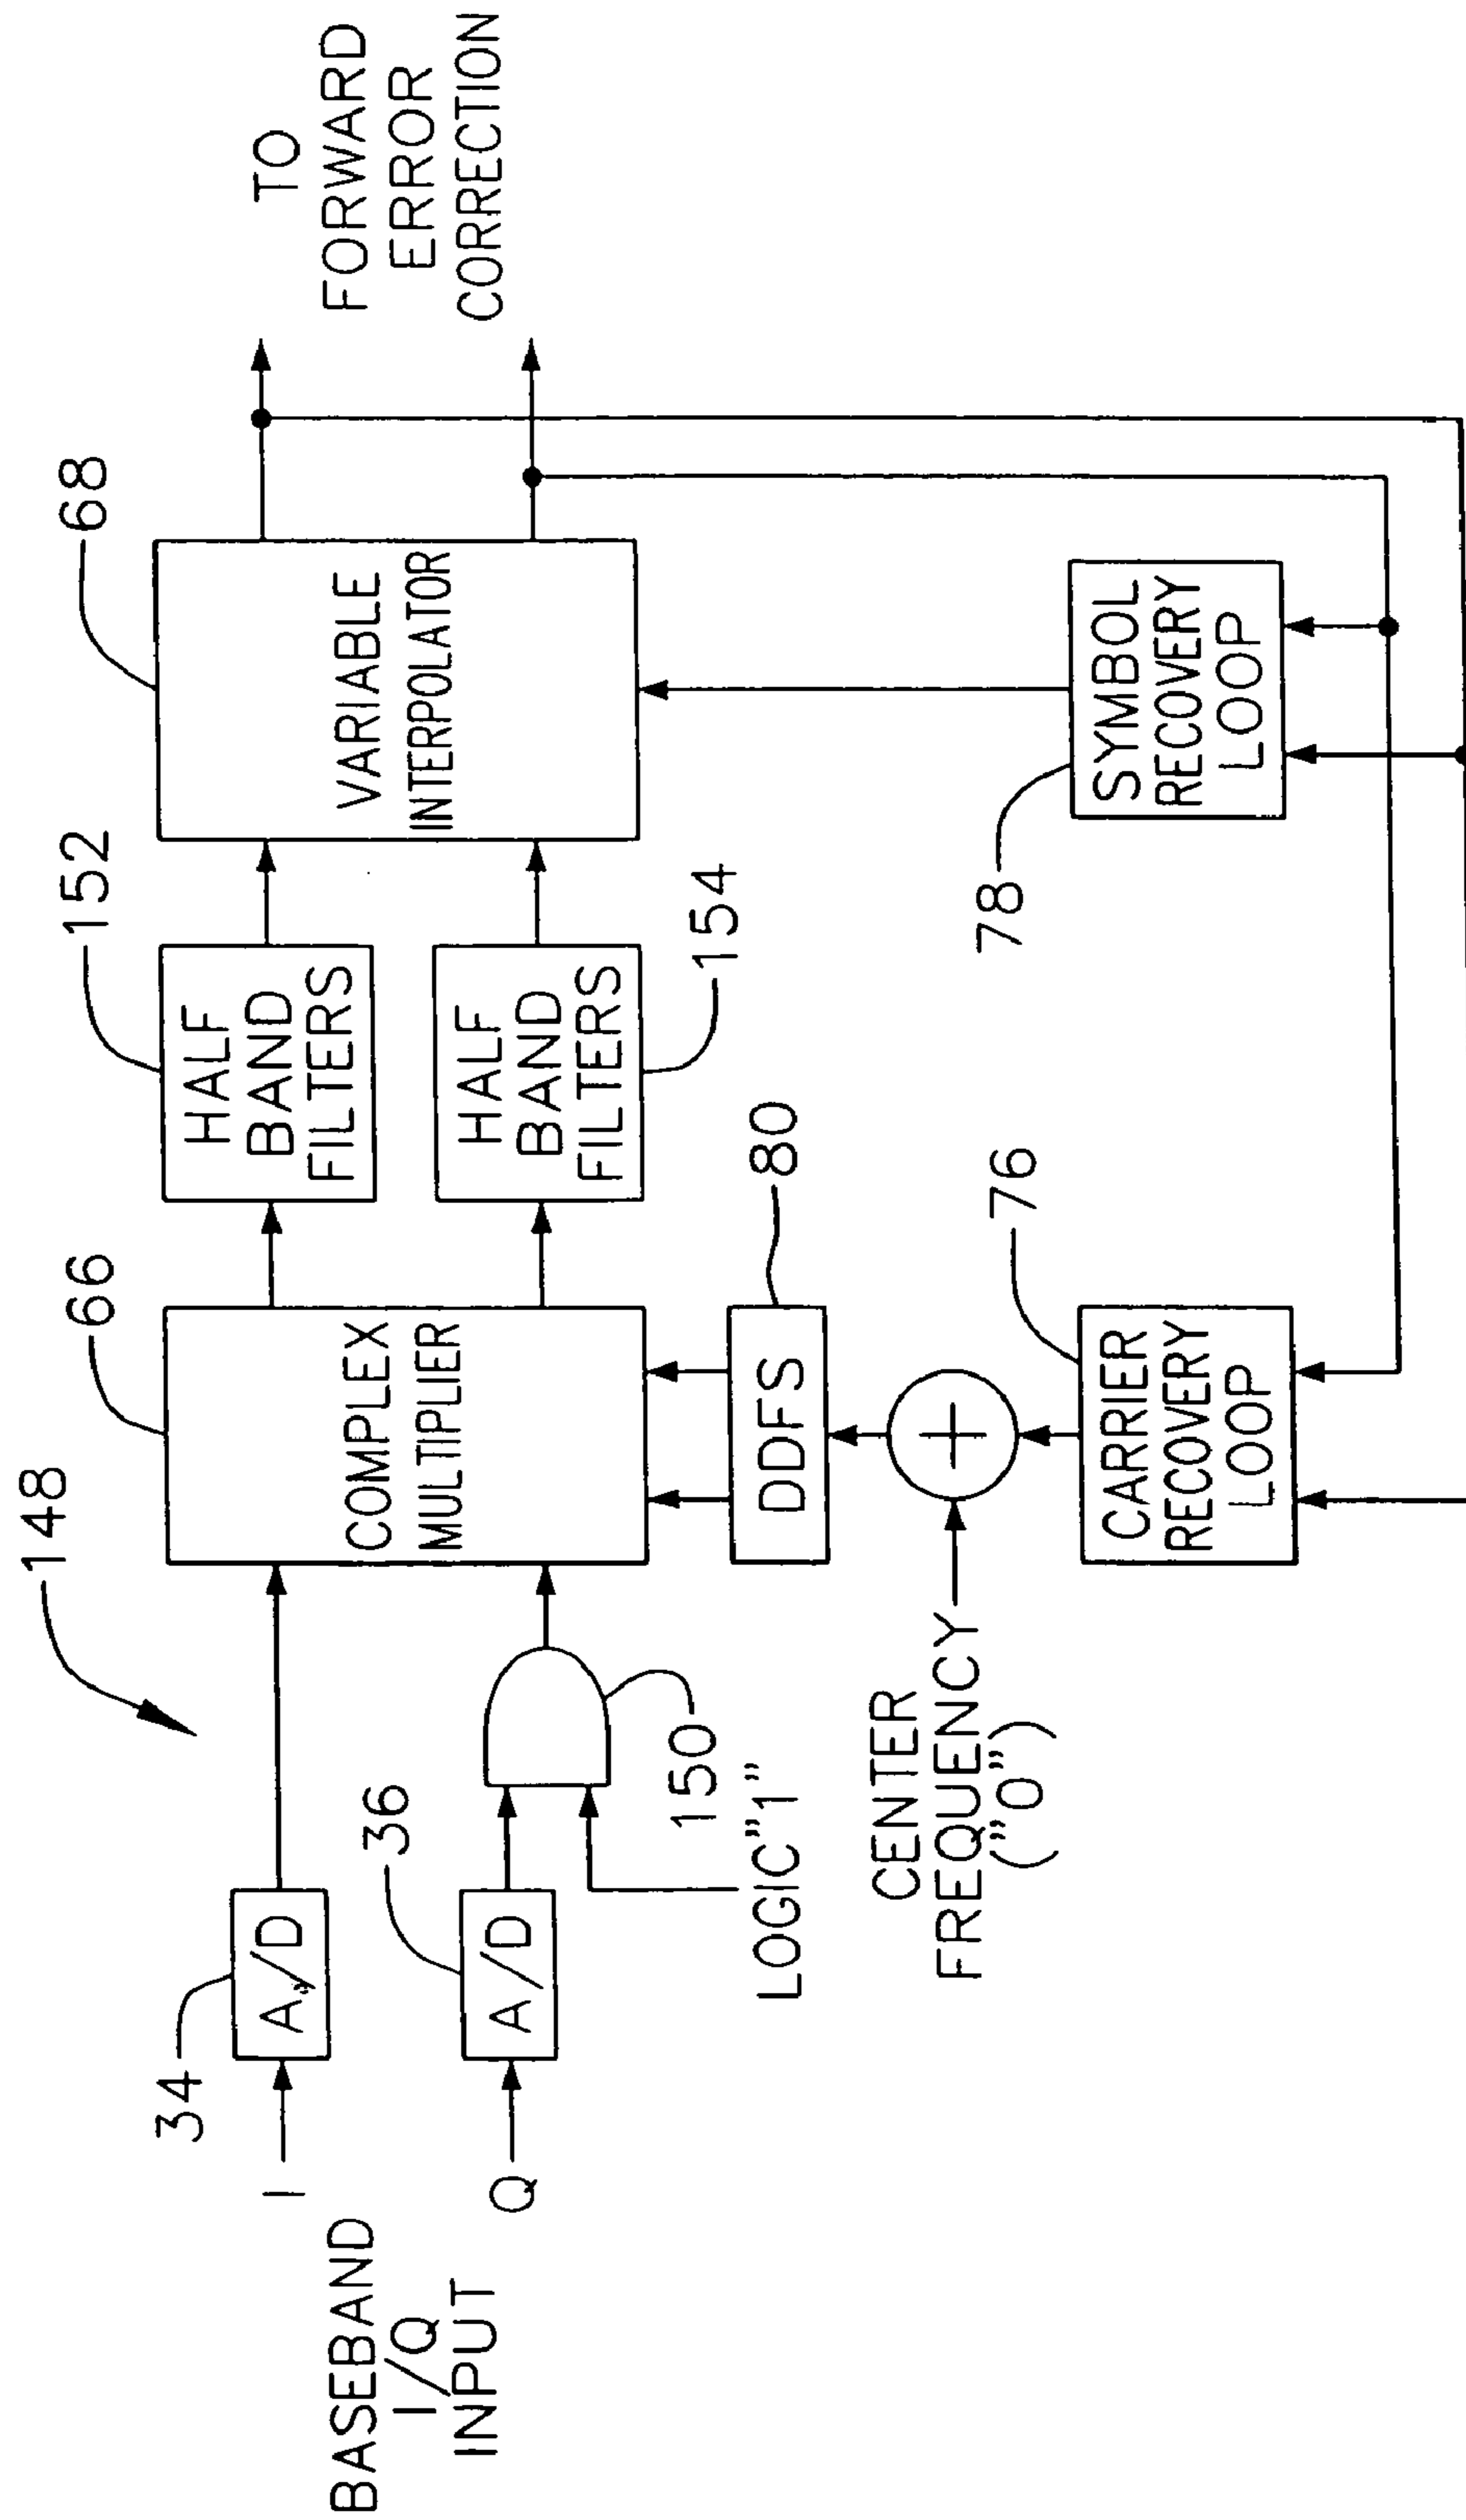 148
66
152
68
34
A/D
COMPLEX
MULTIPLIER
HALF
BAND
FILTERS
VARIABLE
INTERPOLATOR
TO
FORWARD
ERROR
CORRECTION
I
BASEBAND
I/Q
INPUT
Q
36
A/D
HALF
BAND
FILTERS
154
150
LOGIC"1"
DDFS
80
CENTER
FREQUENCY
("0")
76
78
CARRIER
RECOVERY
LOOP
SYMBOL
RECOVERY
LOOP